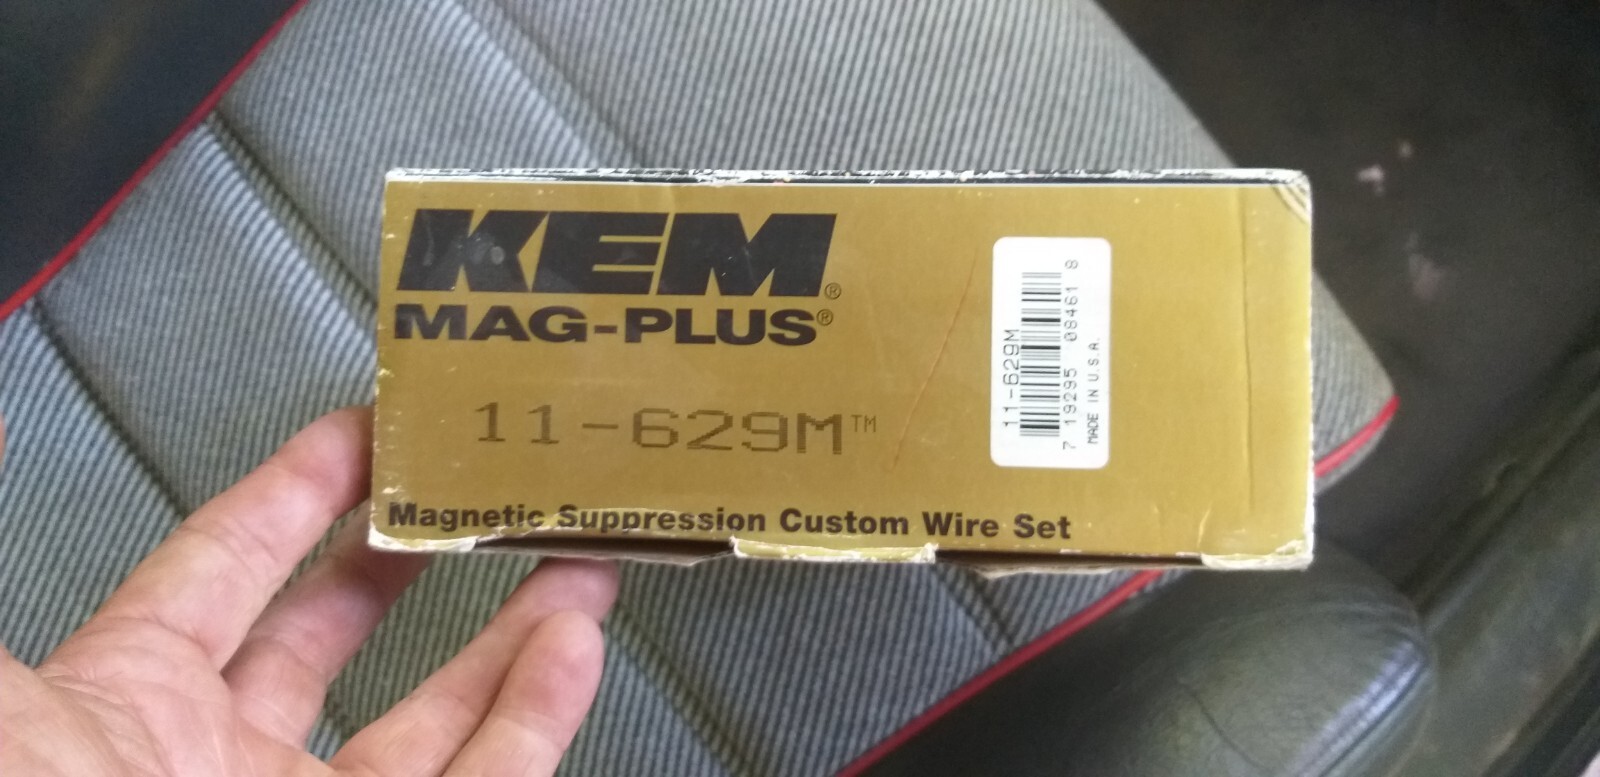 KEM®
MAG-PLUS®
11-629M™
Magnetic Suppression Custom Wire Set
11-629M
7 19295 08461 8
MADE IN U.S.A.